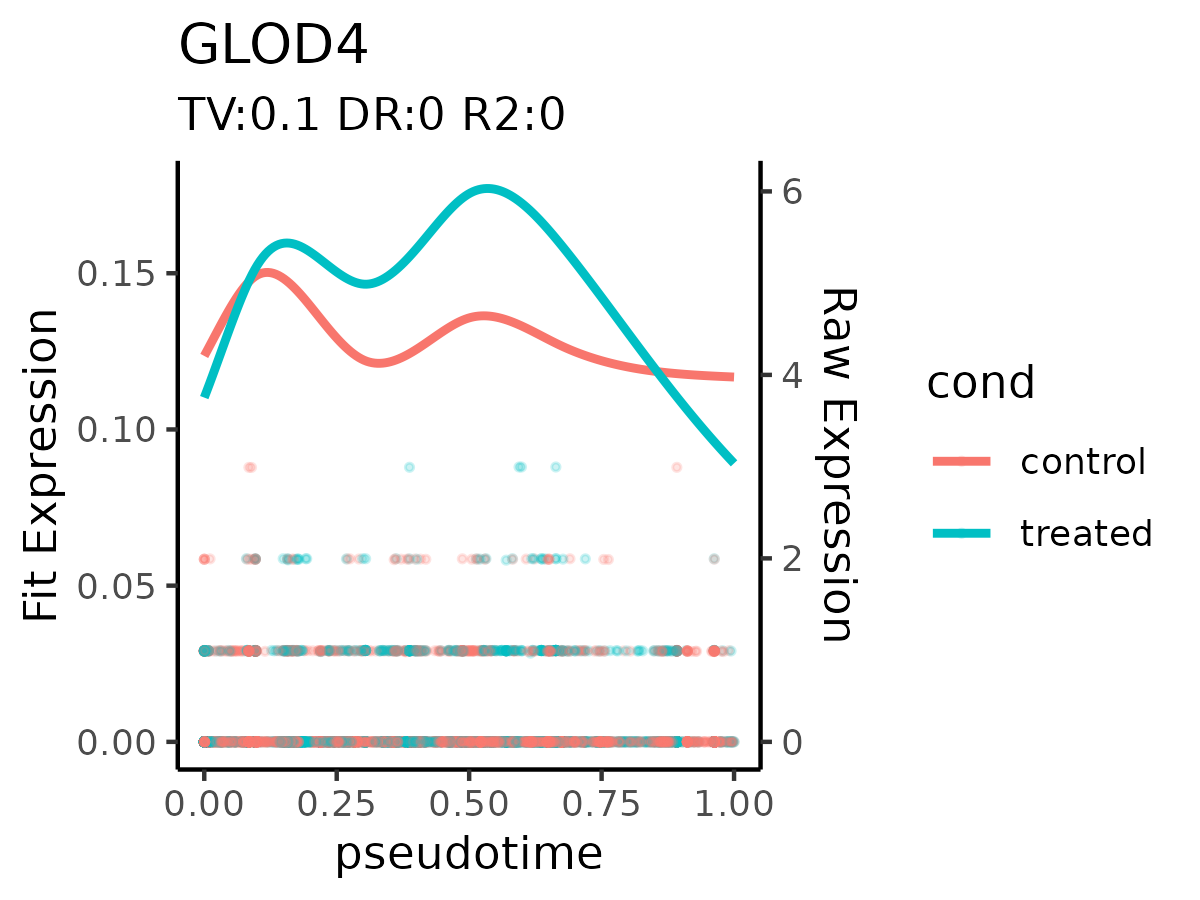 GLOD4
TV:0.1 DR:0 R2:0
Fit Expression
0.15
0.10
0.05
0.00
6
4
2
0
Raw Expression
0.00 0.25 0.50 0.75 1.00
pseudotime
cond
control
treated